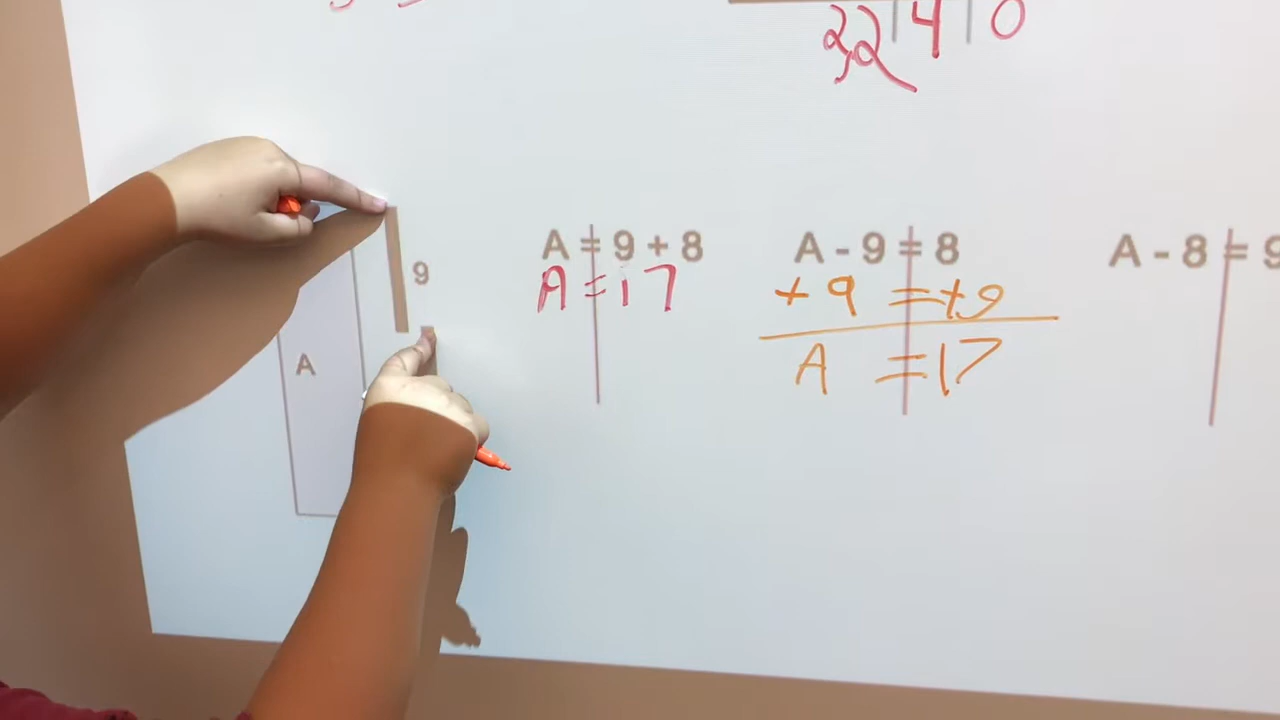 22 4 0
9
A
A = 9 + 8
A = 17
A - 9 = 8
+ 9 = +9
A = 17
A - 8 = 9